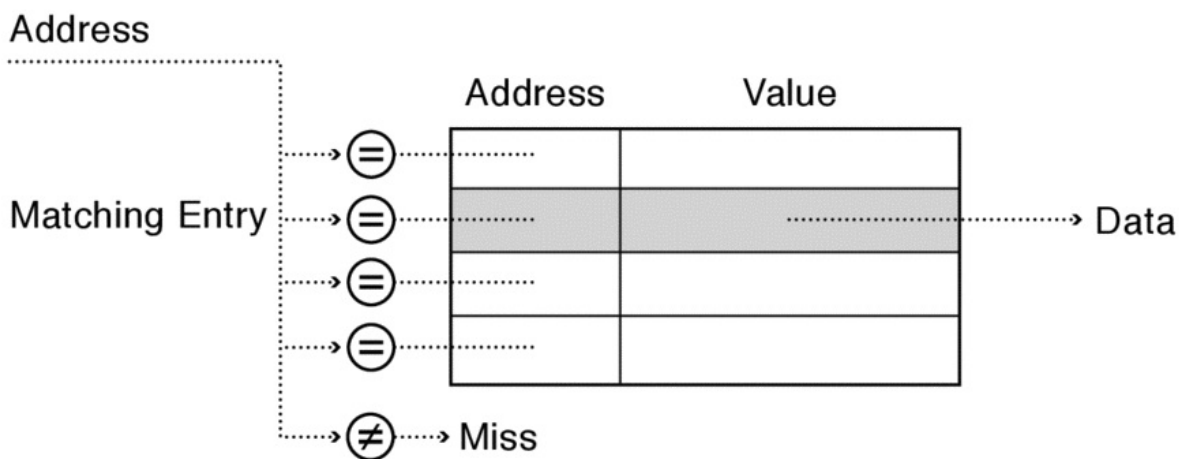 Address
Address Value
=
Matching Entry = Data
=
=
≠ Miss